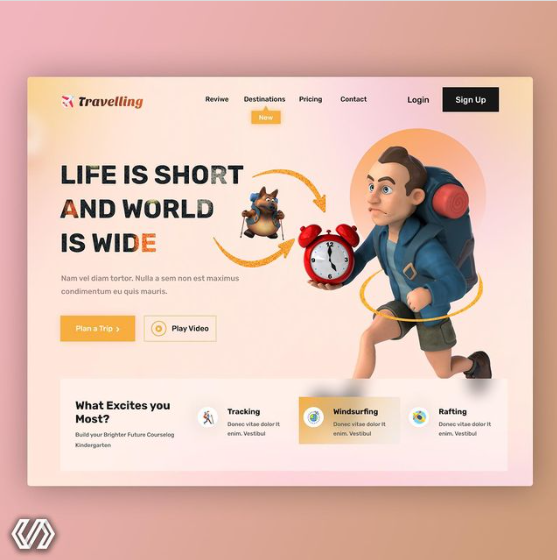 Travelling
Reviwe Destinations Pricing Contact Login Sign Up
New
LIFE IS SHORT
AND WORLD
IS WIDE
Nam vel diam tortor, Nulla a sem non est maximus
condimentum eu quis mauris.
Plan a Trip › Play Video
What Excites you
Most?
Build your Brighter Future Courselog
Kindergarten
Tracking
Donec vitae dolor It
enim. Vestibul
Windsurfing
Donec vitae dolor It
enim. Vestibul
Rafting
Donec vitae dolor It
enim. Vestibul